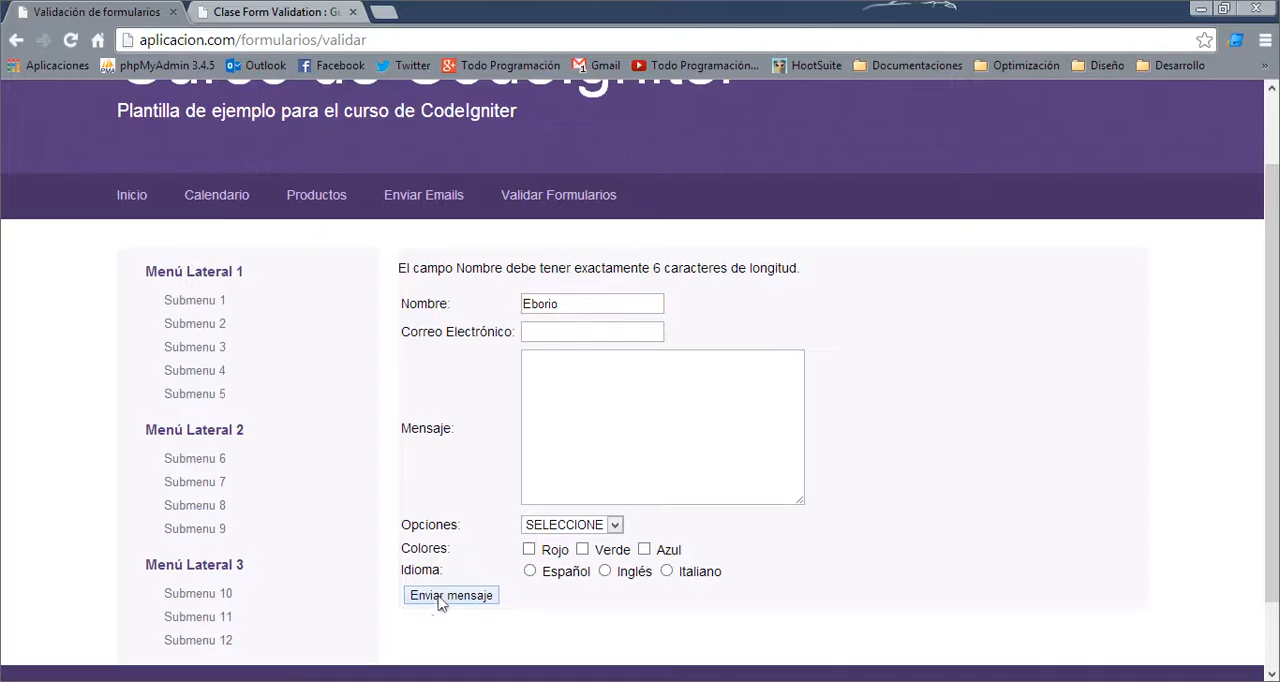 Validación de formularios
Clase Form Validation : Gu
aplicacion.com/formularios/validar
Aplicaciones phpMyAdmin 3.4.5 Outlook Facebook Twitter Todo Programación Gmail Todo Programación... HootSuite Documentaciones Optimización Diseño Desarrollo »
Curso de CodeIgniter
Plantilla de ejemplo para el curso de CodeIgniter
Inicio Calendario Productos Enviar Emails Validar Formularios
Menú Lateral 1
Submenu 1
Submenu 2
Submenu 3
Submenu 4
Submenu 5
Menú Lateral 2
Submenu 6
Submenu 7
Submenu 8
Submenu 9
Menú Lateral 3
Submenu 10
Submenu 11
Submenu 12
El campo Nombre debe tener exactamente 6 caracteres de longitud.
Nombre: Eborio
Correo Electrónico:
Mensaje:
Opciones: SELECCIONE
Colores: Rojo Verde Azul
Idioma: Español Inglés Italiano
Enviar mensaje